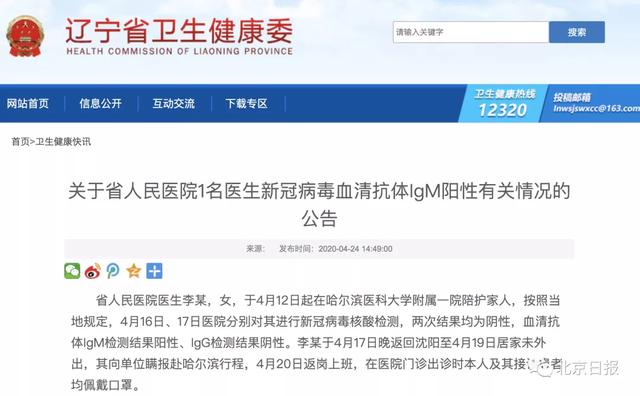 辽宁省卫生健康委
HEALTH COMMISSION OF LIAONING PROVINCE
请输入关键字
搜索
网站首页
信息公开
互动交流
下载专区
卫生健康热线
12320
投稿邮箱
lnwsjswxcc@163.com
首页>卫生健康快讯
关于省人民医院1名医生新冠病毒血清抗体IgM阳性有关情况的
公告
来源： 发布时间：2020-04-24 14:49:00
省人民医院医生李某，女，于4月12日起在哈尔滨医科大学附属一院陪护家人，按照当
地规定，4月16日、17日医院分别对其进行新冠病毒核酸检测，两次结果均为阴性，血清抗
体IgM检测结果阳性、IgG检测结果阴性。李某于4月17日晚返回沈阳至4月19日居家未外
出，其向单位瞒报赴哈尔滨行程，4月20日返岗上班，在医院门诊出诊时本人及其接 者
均佩戴口罩。
北京日报